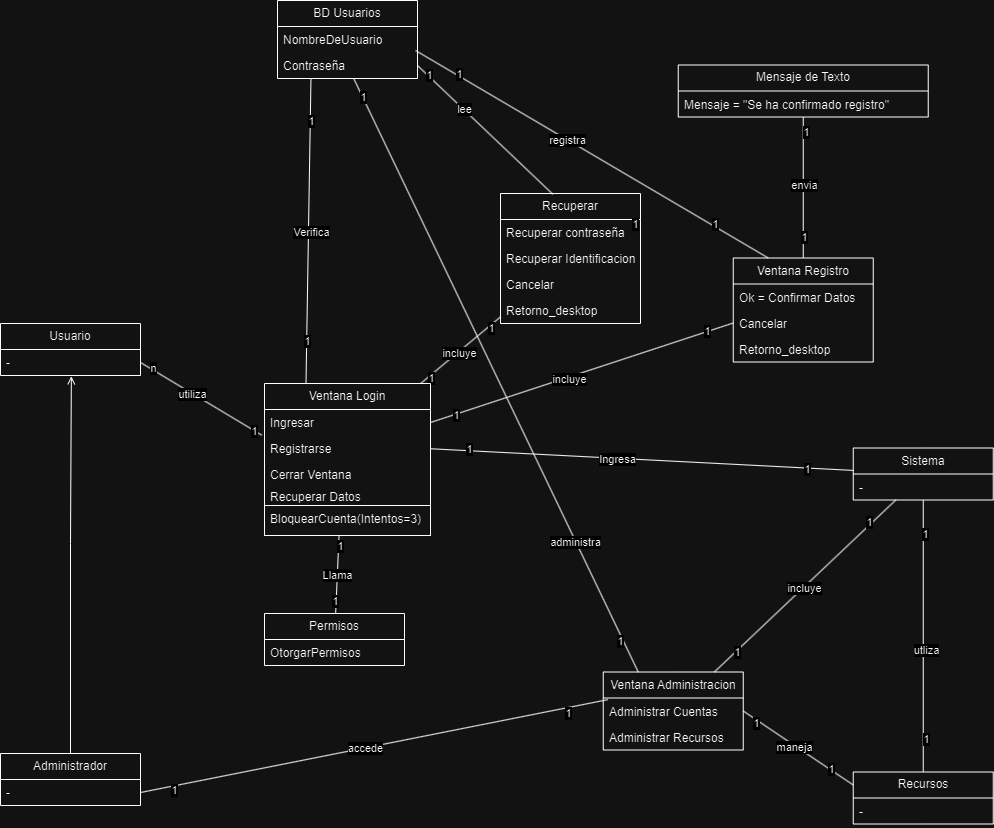 BD Usuarios
NombreDeUsuario
Contraseña
1
1
1
1
lee
registra
Mensaje de Texto
Mensaje = "Se ha confirmado registro"
1
envia
1
Verifica
1
Recuperar
1
Recuperar contraseña
Recuperar Identificacion
Cancelar
Retorno_desktop
1
Ventana Registro
Ok = Confirmar Datos
Cancelar
Retorno_desktop
1
1
incluye
1
incluye
1
Usuario
-
n
utiliza
1
Ventana Login
Ingresar
Registrarse
Cerrar Ventana
Recuperar Datos
BloquearCuenta(Intentos=3)
1
Ingresa
1
Sistema
-
1
1
administra
1
Llama
1
incluye
Permisos
OtorgarPermisos
1
1
utliza
Ventana Administracion
Administrar Cuentas
Administrar Recursos
1
accede
1
1
maneja
1
1
Administrador
-
Recursos
-